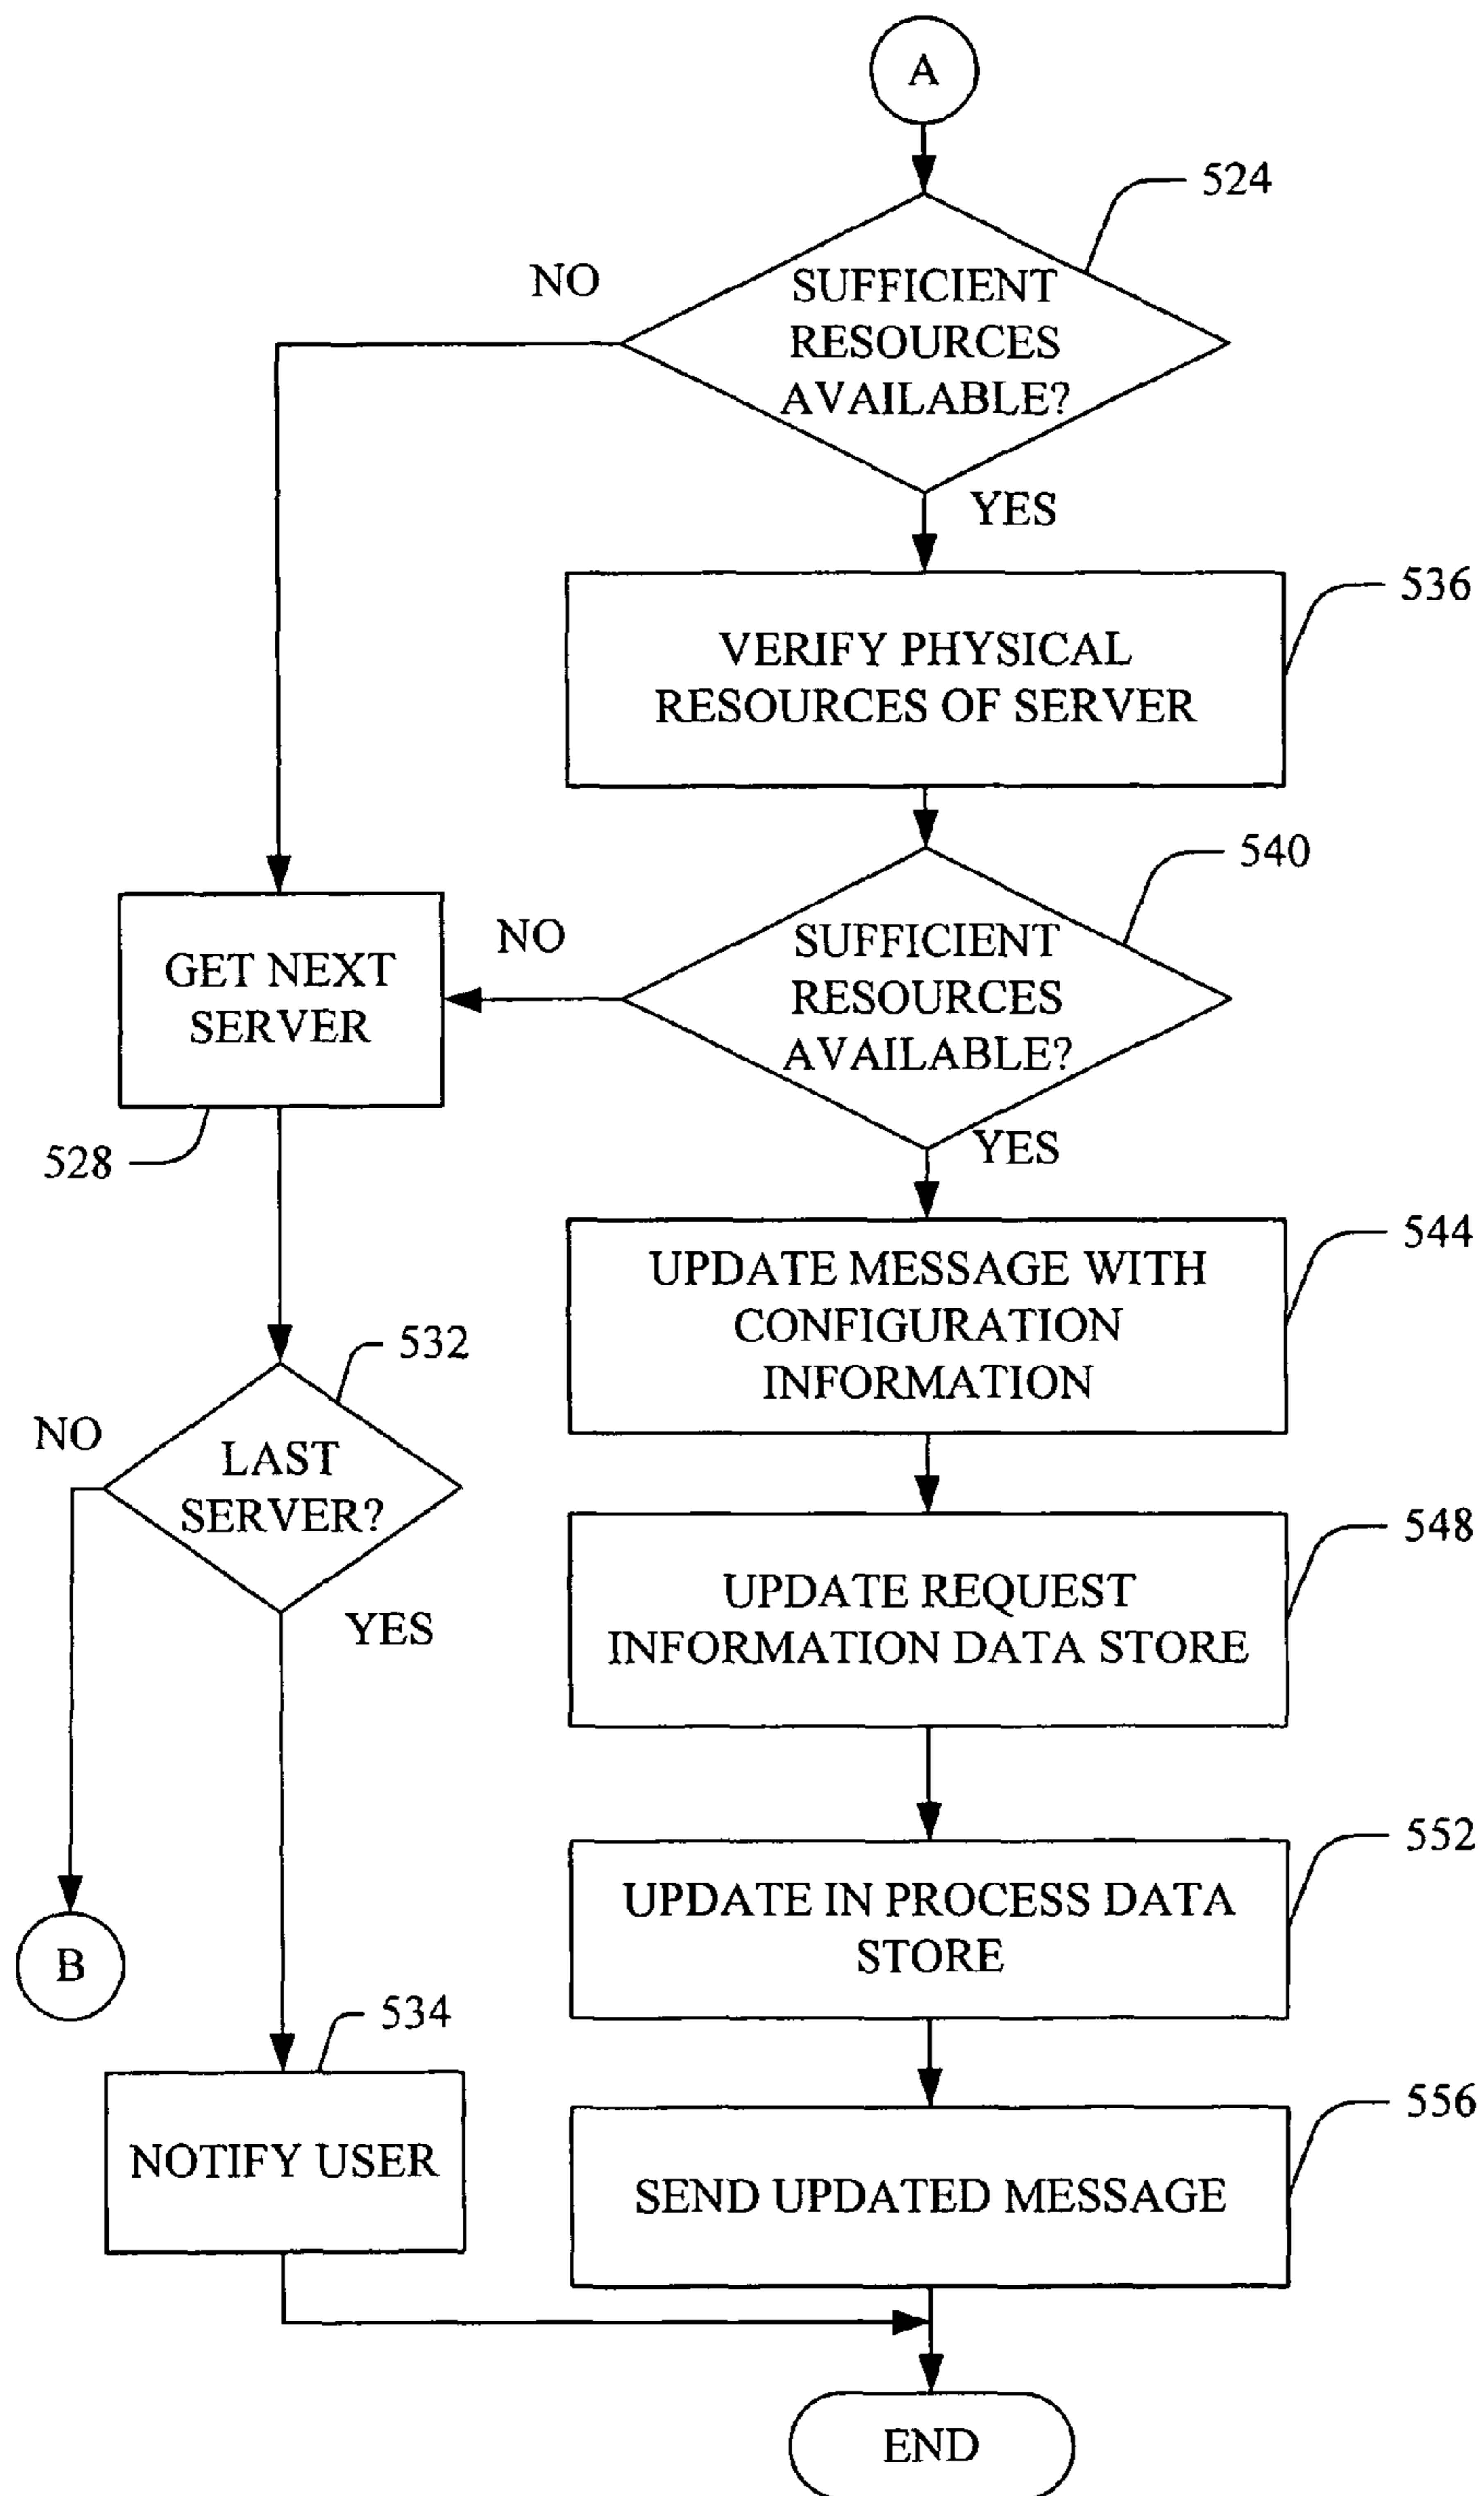 A
524
NO
SUFFICIENT
RESOURCES
AVAILABLE?
YES
536
VERIFY PHYSICAL
RESOURCES OF SERVER
540
NO
SUFFICIENT
RESOURCES
AVAILABLE?
GET NEXT
SERVER
528
YES
544
UPDATE MESSAGE WITH
CONFIGURATION
INFORMATION
532
NO
LAST
SERVER?
YES
548
UPDATE REQUEST
INFORMATION DATA STORE
552
UPDATE IN PROCESS DATA
STORE
B
534
NOTIFY USER
556
SEND UPDATED MESSAGE
END